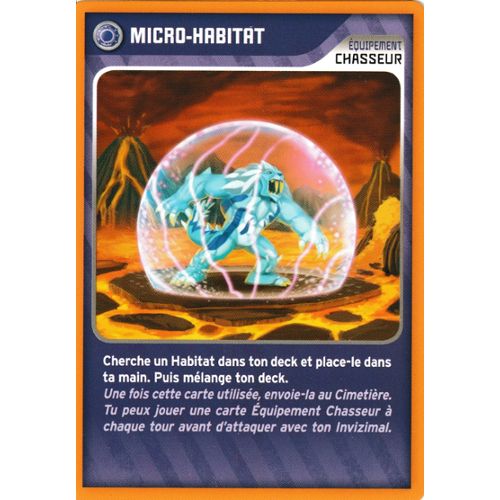 MICRO-HABITAT
ÉQUIPEMENT
CHASSEUR
Cherche un Habitat dans ton deck et place-le dans
ta main. Puis mélange ton deck.
Une fois cette carte utilisée, envoie-la au Cimetière.
Tu peux jouer une carte Équipement Chasseur à
chaque tour avant d'attaquer avec ton Invizimal.